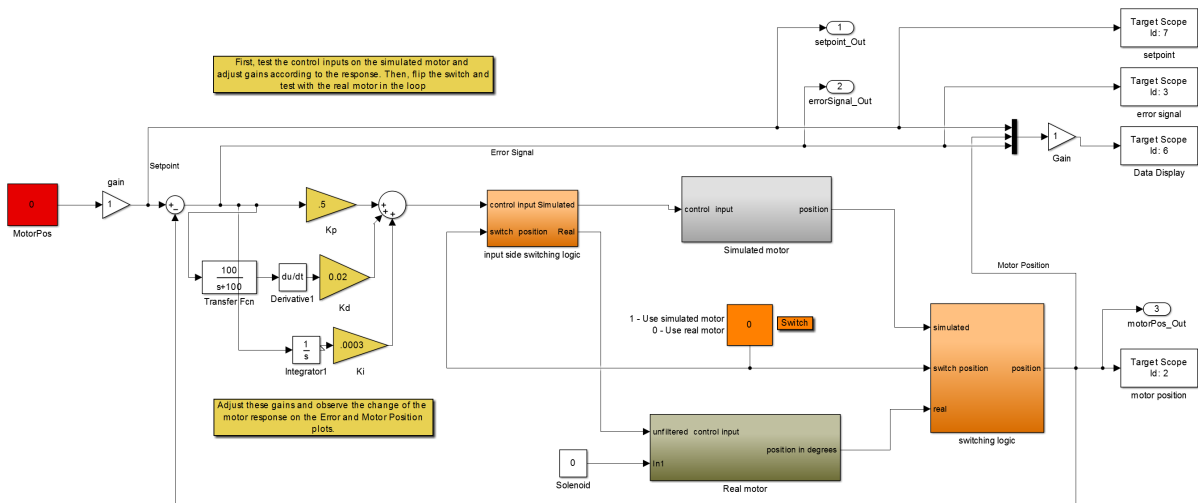 1
setpoint_Out
Target Scope
Id: 7
setpoint
First, test the control inputs on the simulated motor and
adjust gains according to the response. Then, flip the switch and
test with the real motor in the loop
2
errorSignal_Out
Target Scope
Id: 3
error signal
Setpoint
Error Signal
1
Gain
Target Scope
Id: 6
Data Display
0
MotorPos
gain
1
.5
Kp
control input Simulated
switch position Real
input side switching logic
control input position
Simulated motor
100
s+100
Transfer Fcn
du/dt
Derivative1
0.02
Kd
Motor Position
1 - Use simulated motor
0 - Use real motor
0
Switch
simulated
switch position position
real
switching logic
3
motorPos_Out
Target Scope
Id: 2
motor position
1
s
Integrator1
.0003
Ki
Adjust these gains and observe the change of the
motor response on the Error and Motor Position
plots.
0
Solenoid
unfiltered control input
position in degrees
In1
Real motor